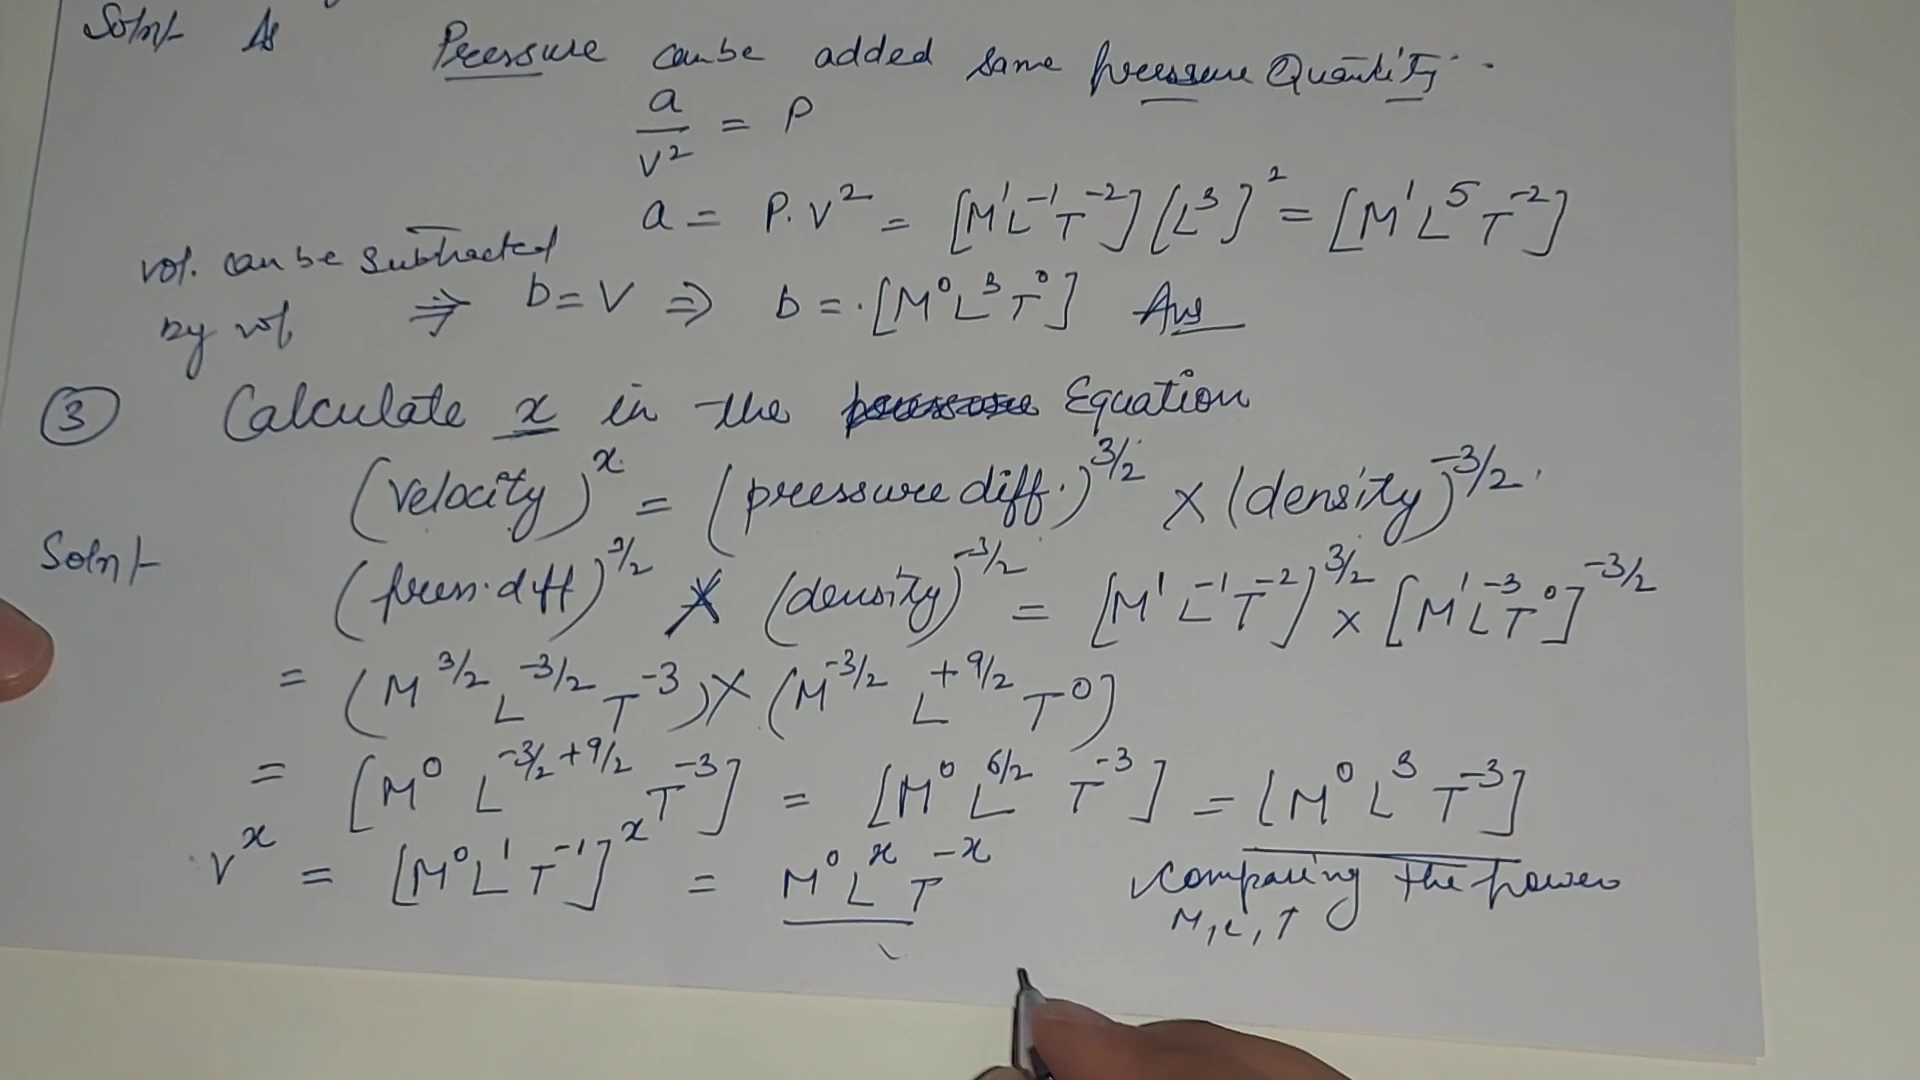 Soln:- As Pressure can be added same pressure Quantity..
a/V² = P
a = P.V² = [M¹L⁻¹T⁻²] [L³]² = [M¹L⁵T⁻²]
vol. can be subtracted
by vol ⇒ b = V ⇒ b = [M⁰L³T⁰] Ans
③ Calculate x in the Equation
(velocity)ˣ = (pressure diff.)^3/2 × (density)^-3/2
Soln:- (pres. diff)^3/2 × (density)^-3/2 = [M¹L⁻¹T⁻²]^3/2 × [M¹L⁻³T⁰]^-3/2
= (M^3/2 L^-3/2 T⁻³) × (M^-3/2 L^+9/2 T⁰)
= [M⁰ L^-3/2+9/2 T⁻³] = [M⁰ L^6/2 T⁻³] = [M⁰L³T⁻³]
Vˣ = [M⁰L¹T⁻¹]ˣ = M⁰LˣT⁻ˣ comparing the power
M, L, T